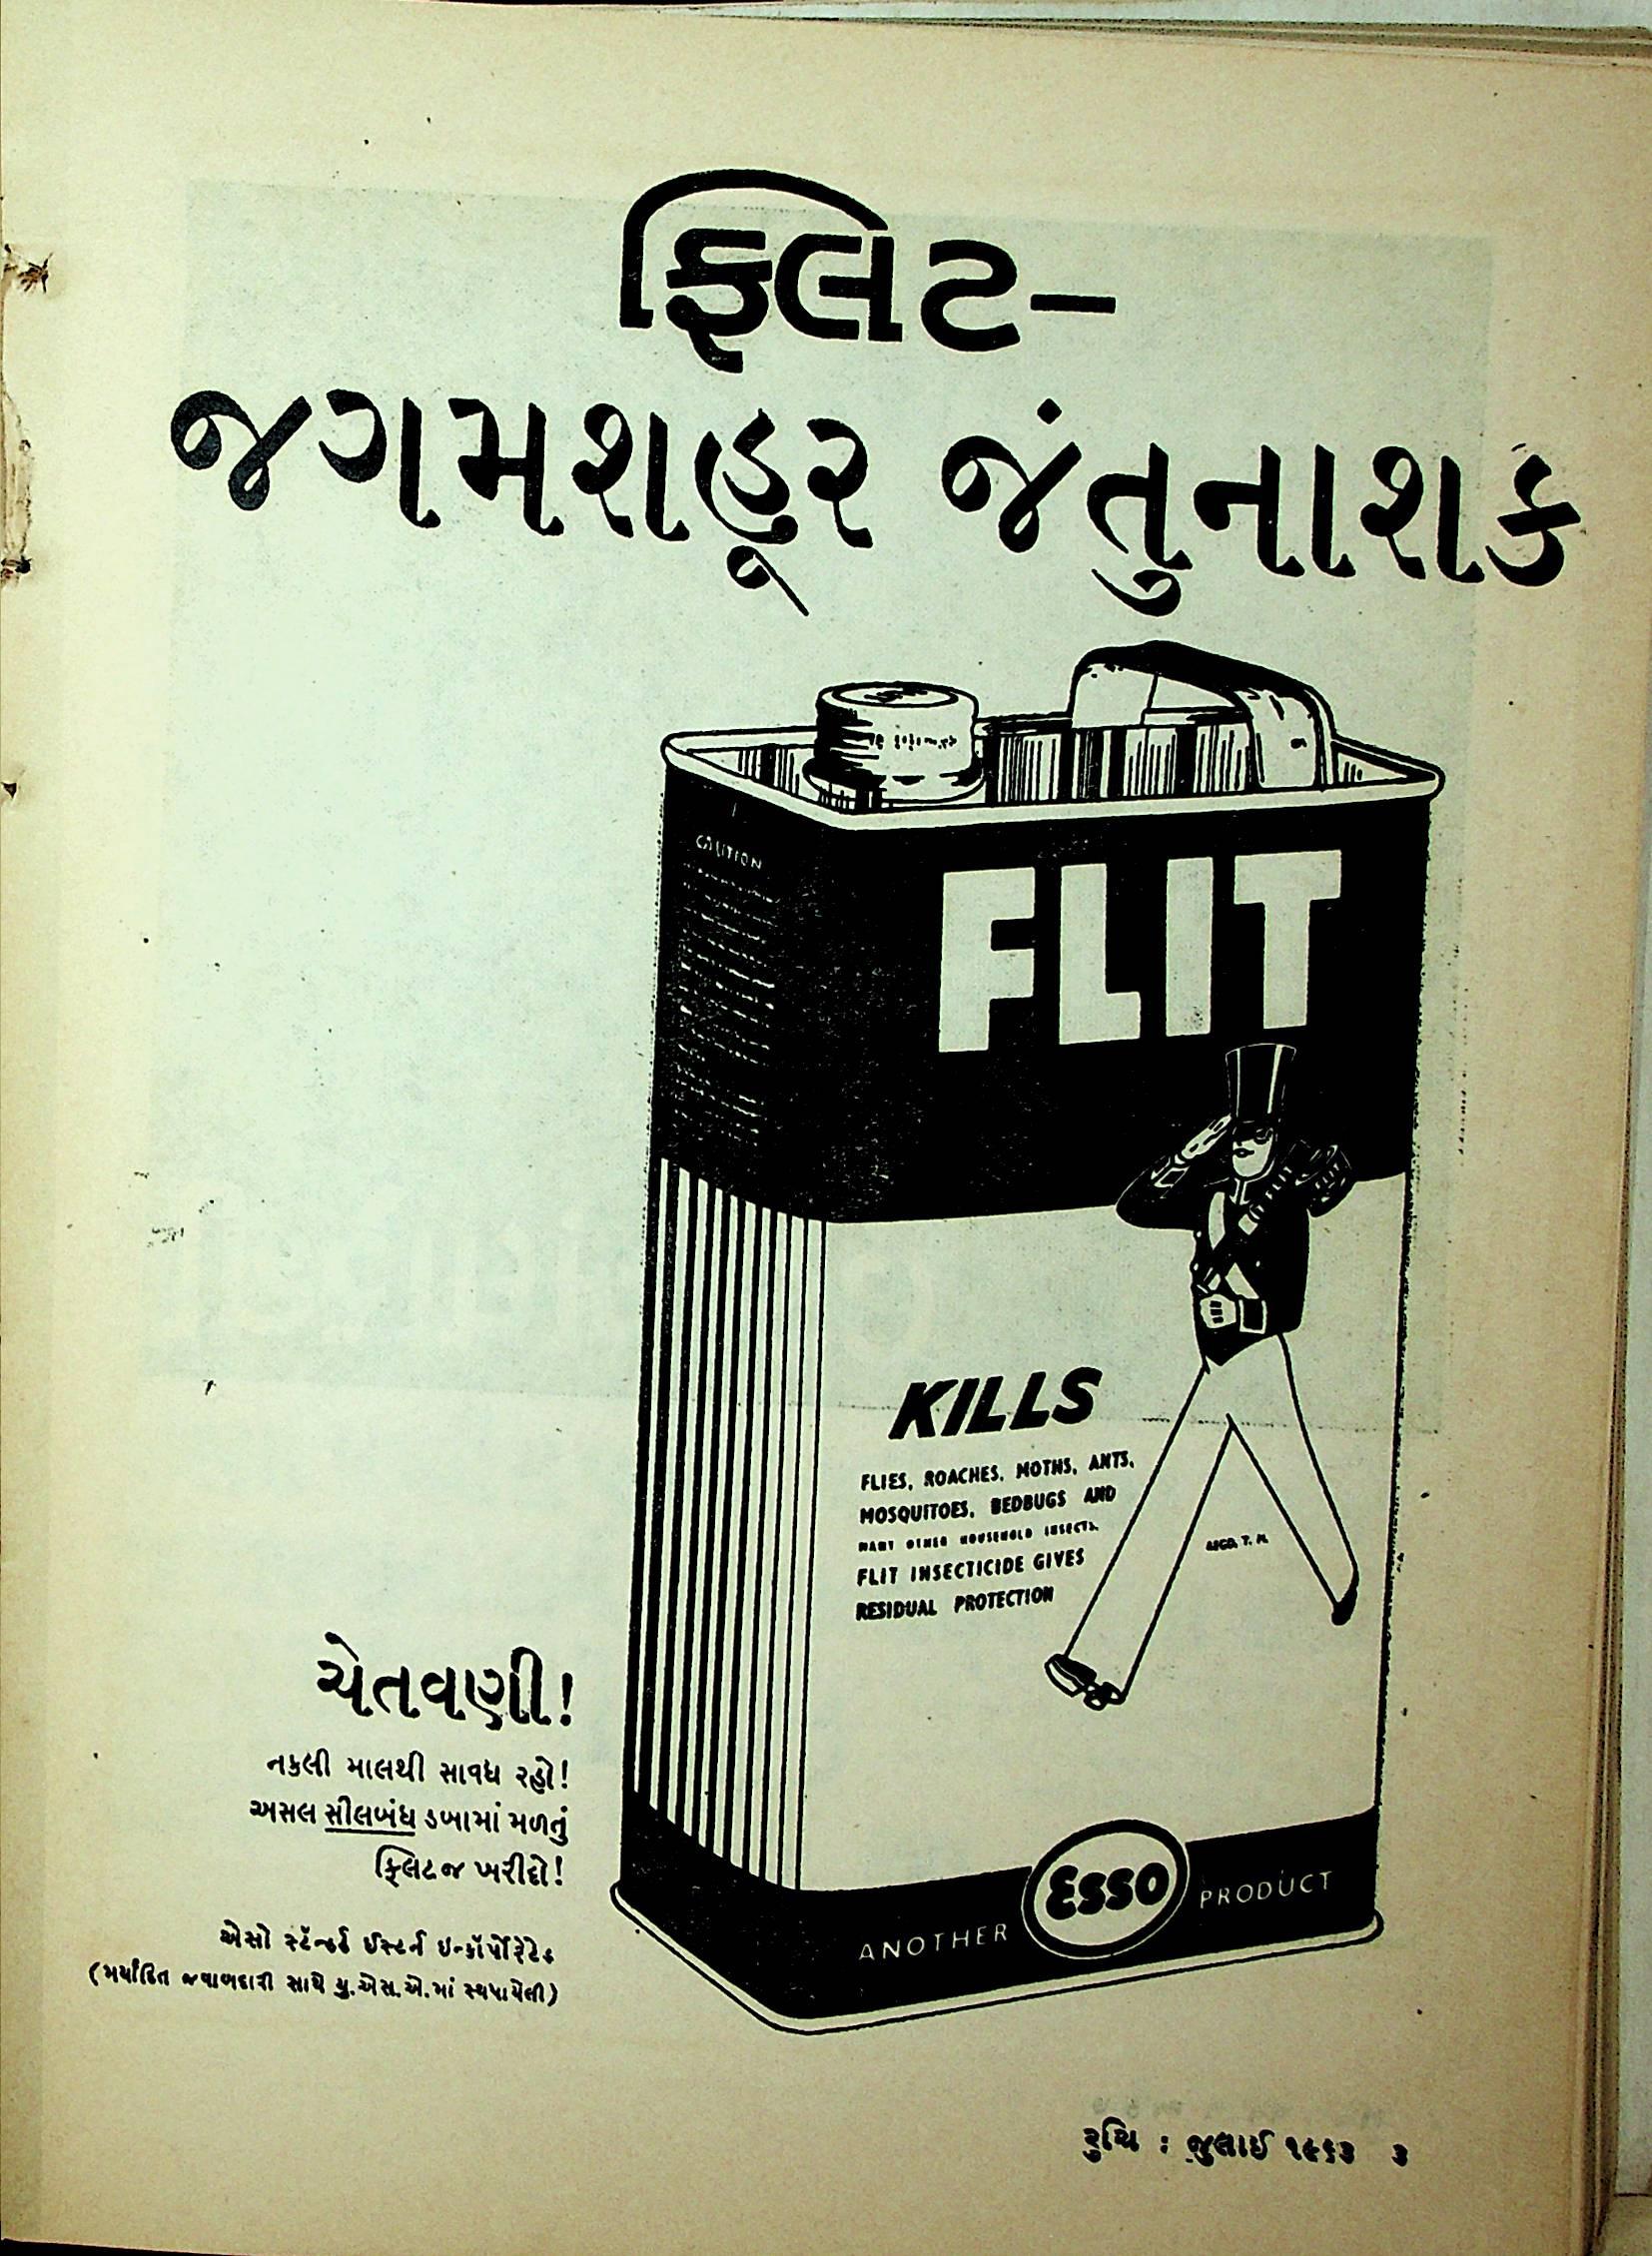 ફ્લિટ–
જગમશહૂર જંતુનાશક
CAUTION
FLIT
KILLS
FLIES, ROACHES, MOTHS, ANTS,
MOSQUITOES, BEDBUGS AND
MANY OTHER HOUSEHOLD INSECTS.
FLIT INSECTICIDE GIVES
RESIDUAL PROTECTION
T. M.
ચેતવણી!
નકલી માલથી સાવધ રહો!
અસલ સીલબંધ ડબામાં મળતું
ફ્લિટજ ખરીદો!
એસો સ્ટૅન્ડર્ડ ઈસ્ટર્ન ઇન્કૉર્પોરેટેડ
(મર્યાદિત જવાબદારી સાથે યુ.એસ.એ.માં સ્થપાયેલી)
ANOTHER ESSO PRODUCT
રુચિ : જુલાઈ ૧૯૬૩ ૩